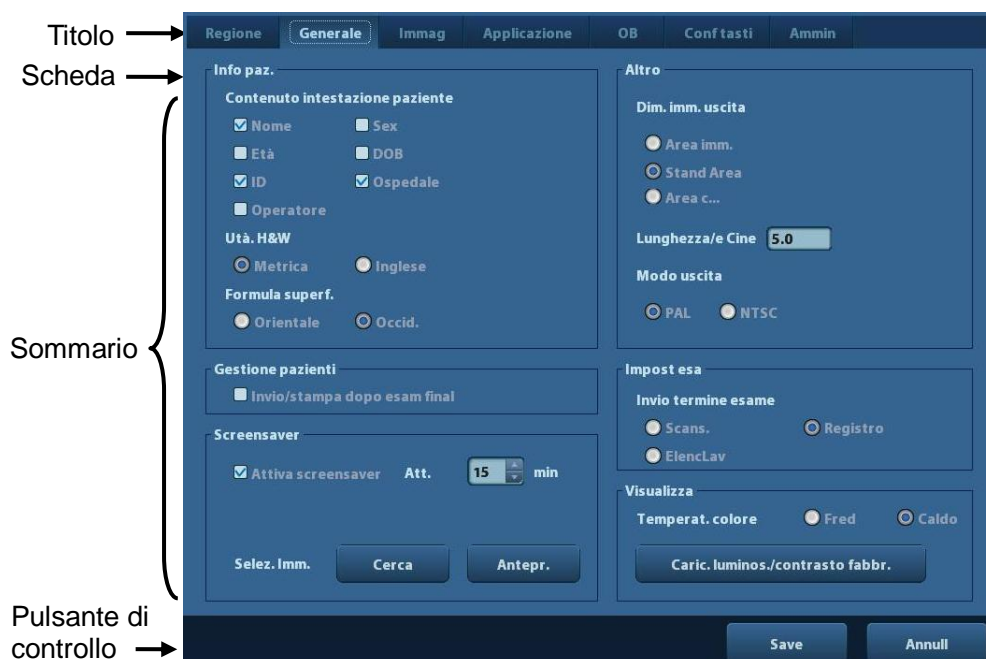 Titolo
Regione Generale Immag Applicazione OB Conf tasti Ammin
Scheda
Sommario
Info paz.
Contenuto intestazione paziente
Nome Sex
Età DOB
ID Ospedale
Operatore
Utà. H&W
Metrica Inglese
Formula superf.
Orientale Occid.
Gestione pazienti
Invio/stampa dopo esam final
Screensaver
Attiva screensaver Att. 15 min
Selez. Imm. Cerca Antepr.
Altro
Dim. imm. uscita
Area imm.
Stand Area
Area c...
Lunghezza/e Cine 5.0
Modo uscita
PAL NTSC
Impost esa
Invio termine esame
Scans. Registro
ElencLav
Visualizza
Temperat. colore Fred Caldo
Caric. luminos./contrasto fabbr.
Pulsante di
controllo
Save Annull